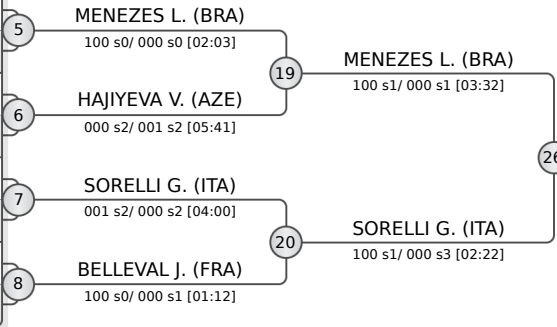 5
MENEZES L. (BRA)
100 s0/ 000 s0 [02:03]
19
MENEZES L. (BRA)
100 s1/ 000 s1 [03:32]
6
HAJIYEVA V. (AZE)
000 s2/ 001 s2 [05:41]
26
7
SORELLI G. (ITA)
001 s2/ 000 s2 [04:00]
20
SORELLI G. (ITA)
100 s1/ 000 s3 [02:22]
8
BELLEVAL J. (FRA)
100 s0/ 000 s1 [01:12]